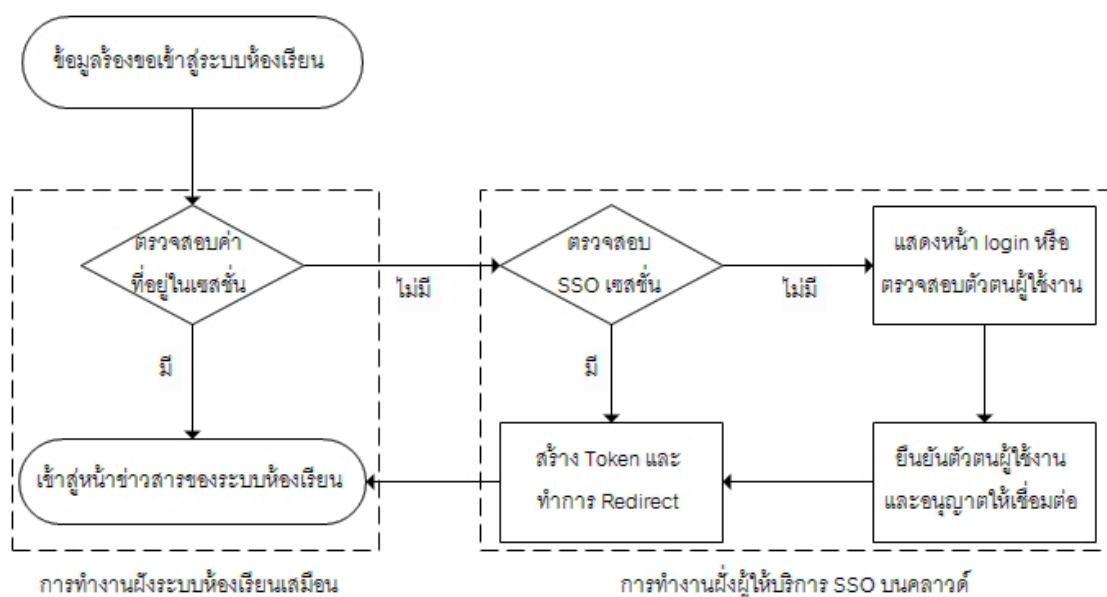 ข้อมูลร้องขอเข้าสู่ระบบห้องเรียน
ตรวจสอบค่า
ที่อยู่ในเซสชั่น
ไม่มี
ตรวจสอบ
SSO เซสชั่น
ไม่มี
แสดงหน้า login หรือ
ตรวจสอบตัวตนผู้ใช้งาน
มี
มี
เข้าสู่หน้าข่าวสารของระบบห้องเรียน
สร้าง Token และ
ทำการ Redirect
ยืนยันตัวตนผู้ใช้งาน
และอนุญาตให้เชื่อมต่อ
การทำงานฝั่งระบบห้องเรียนเสมือน
การทำงานฝั่งผู้ให้บริการ SSO บนคลาวด์